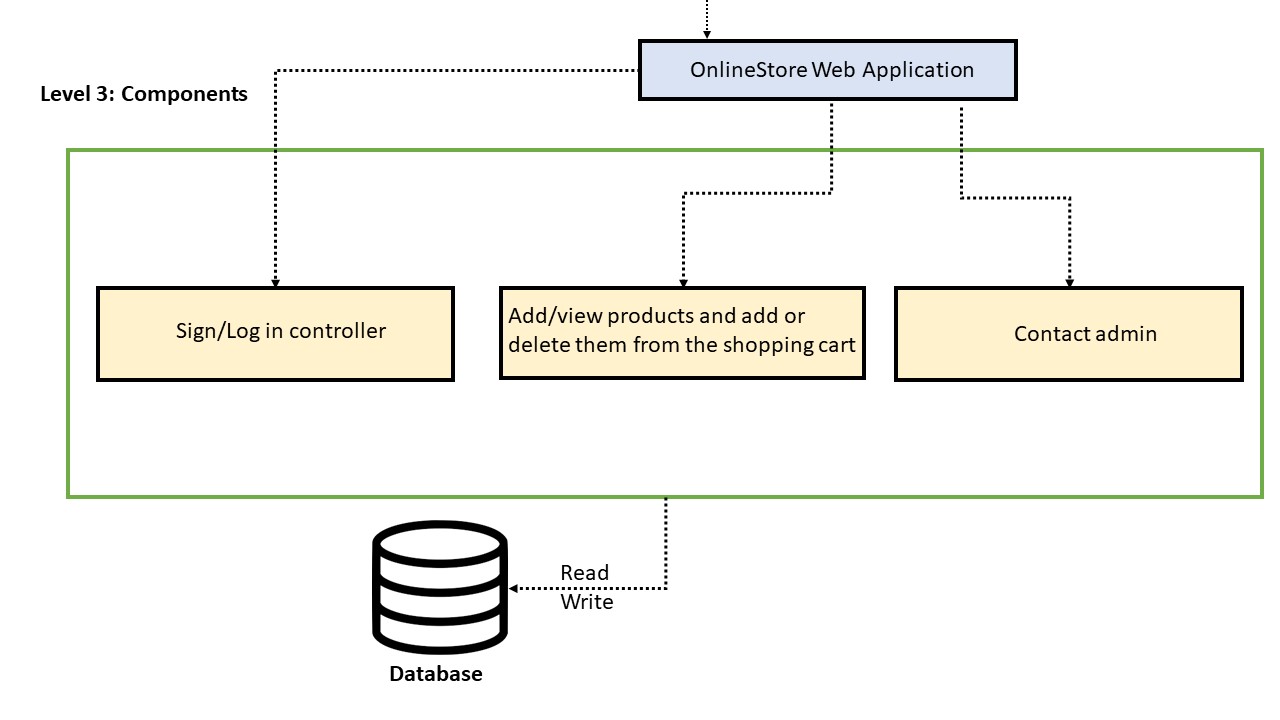 OnlineStore Web Application
Level 3: Components
Sign/Log in controller
Add/view products and add or
delete them from the shopping cart
Contact admin
Read
Write
Database